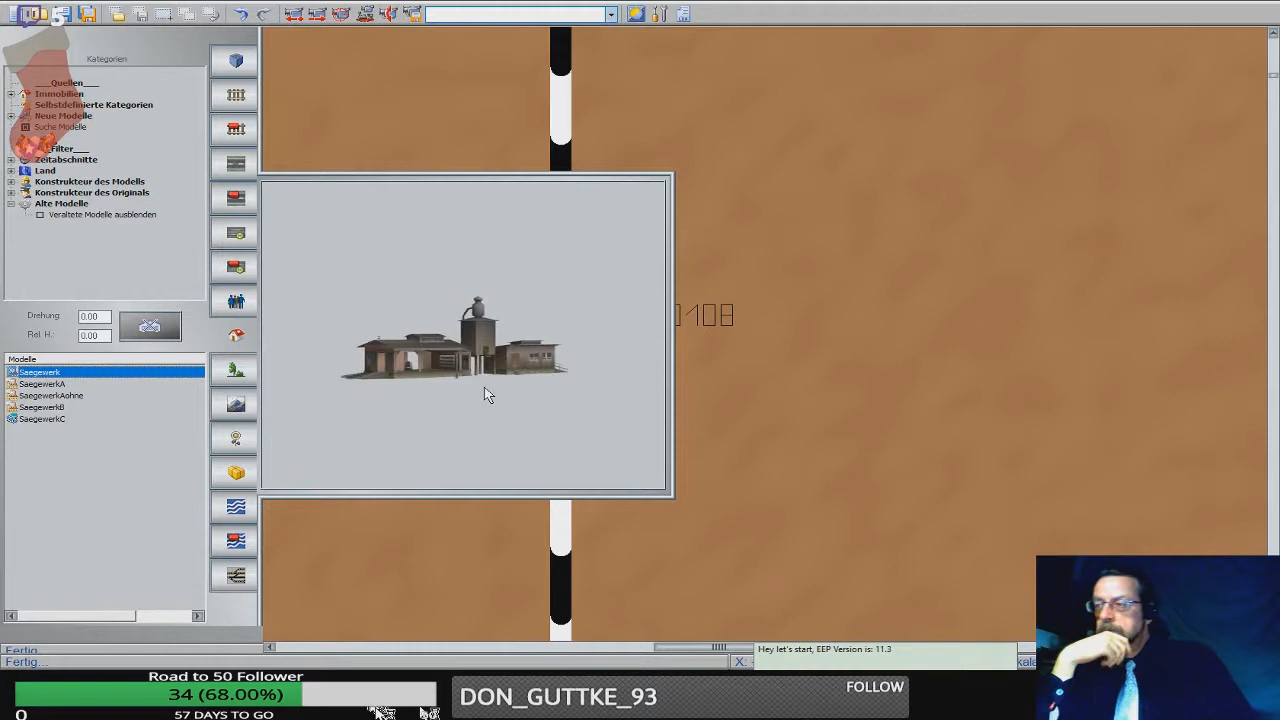 5
Kategorien
___Quellen___
Immobilien
Selbstdefinierte Kategorien
Neue Modelle
Suche Modelle
Filter___
Zeitabschnitte
Land
Konstrukteur des Modells
Konstrukteur des Originals
Alte Modelle
Veraltete Modelle ausblenden
Drehung: 0.00
Rel. H.: 0.00
Modelle
Saegewerk
SaegewerkA
SaegewerkAohne
SaegewerkB
SaegewerkC
0108
Fertig
Fertig...
X:
Hey let's start, EEP Version is: 11.3
Road to 50 Follower
34 (68.00%)
0
57 DAYS TO GO
DON_GUTTKE_93
FOLLOW